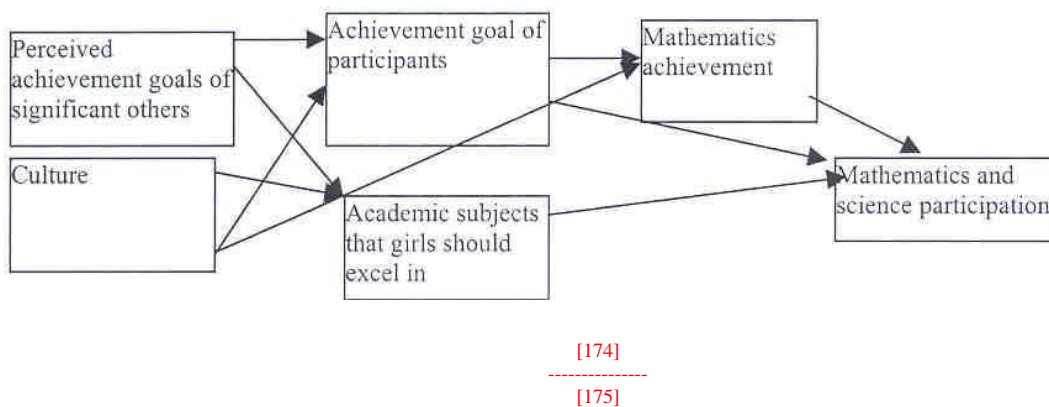 Perceived
achievement goals of
significant others
Culture
Achievement goal of
participants
Academic subjects
that girls should
excel in
Mathematics
achievement
Mathematics and
science participation
[174]
---------------
[175]